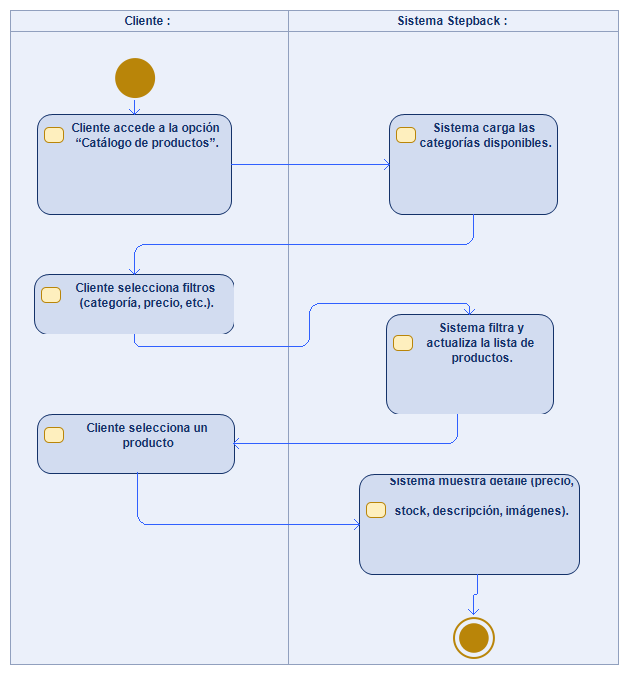 Cliente :
Sistema Stepback :
Cliente accede a la opción
“Catálogo de productos”.
Sistema carga las
categorías disponibles.
Cliente selecciona filtros
(categoría, precio, etc.).
Sistema filtra y
actualiza la lista de
productos.
Cliente selecciona un
producto
Sistema muestra detalle (precio,
stock, descripción, imágenes).